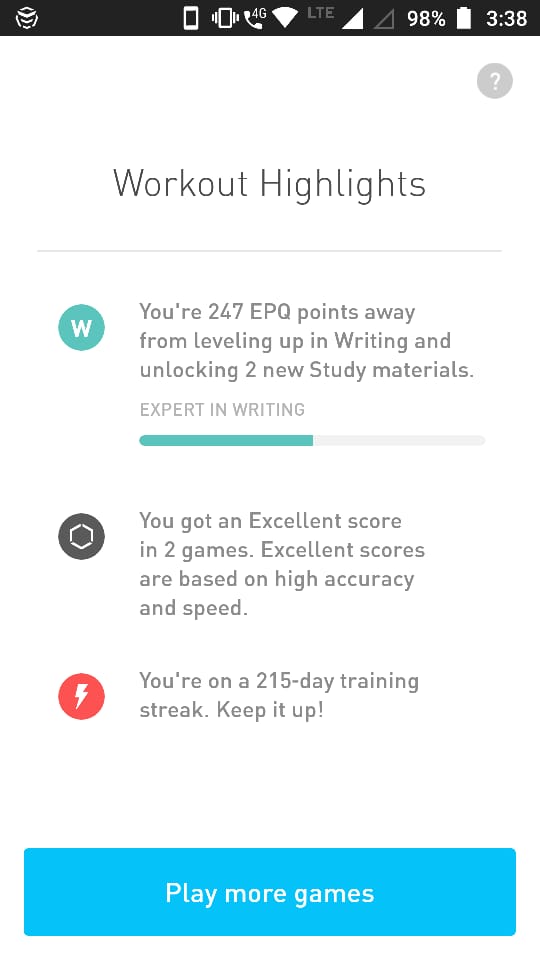 4G LTE 98% 3:38
?
Workout Highlights
W
You're 247 EPQ points away
from leveling up in Writing and
unlocking 2 new Study materials.
EXPERT IN WRITING
You got an Excellent score
in 2 games. Excellent scores
are based on high accuracy
and speed.
You're on a 215-day training
streak. Keep it up!
Play more games